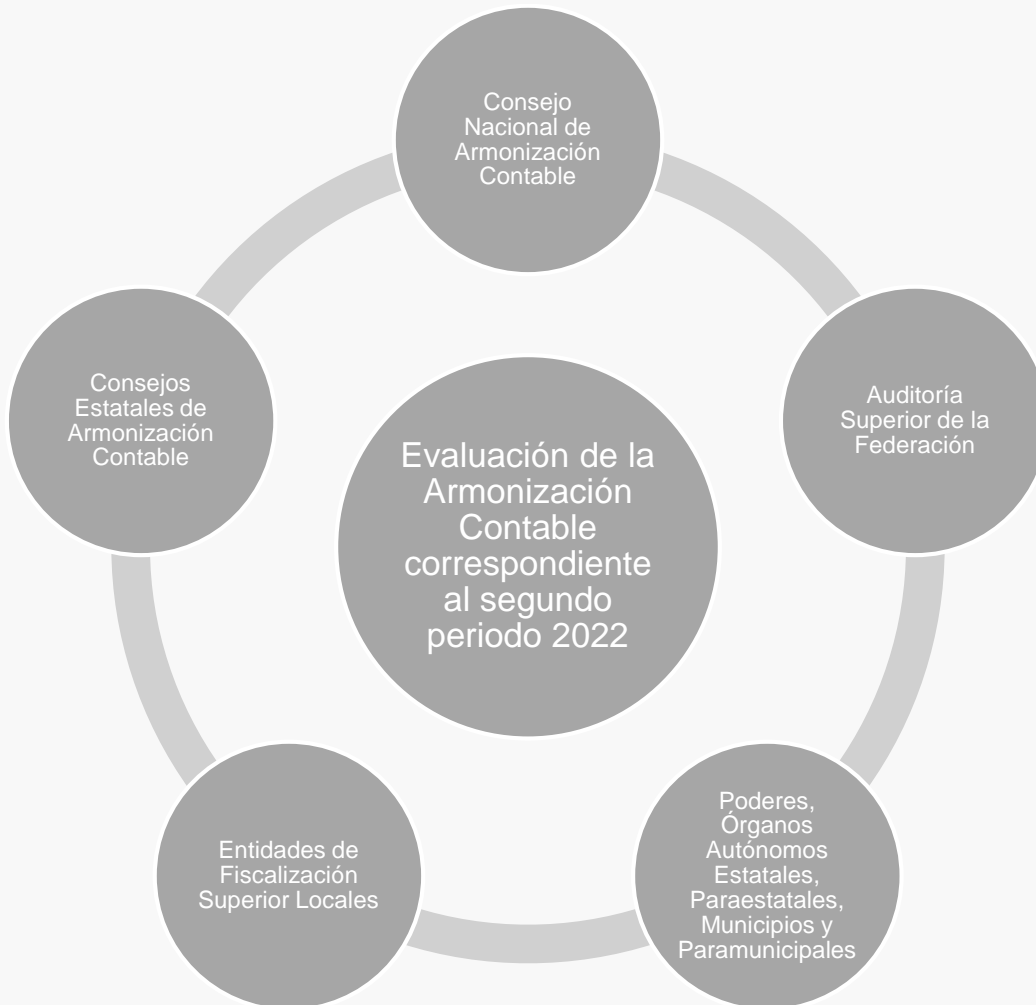 Consejo
Nacional de
Armonización
Contable
Consejos
Estatales de
Armonización
Contable
Auditoría
Superior de la
Federación
Evaluación de la
Armonización
Contable
correspondiente
al segundo
periodo 2022
Entidades de
Fiscalización
Superior Locales
Poderes,
Órganos
Autónomos
Estatales,
Paraestatales,
Municipios y
Paramunicipales